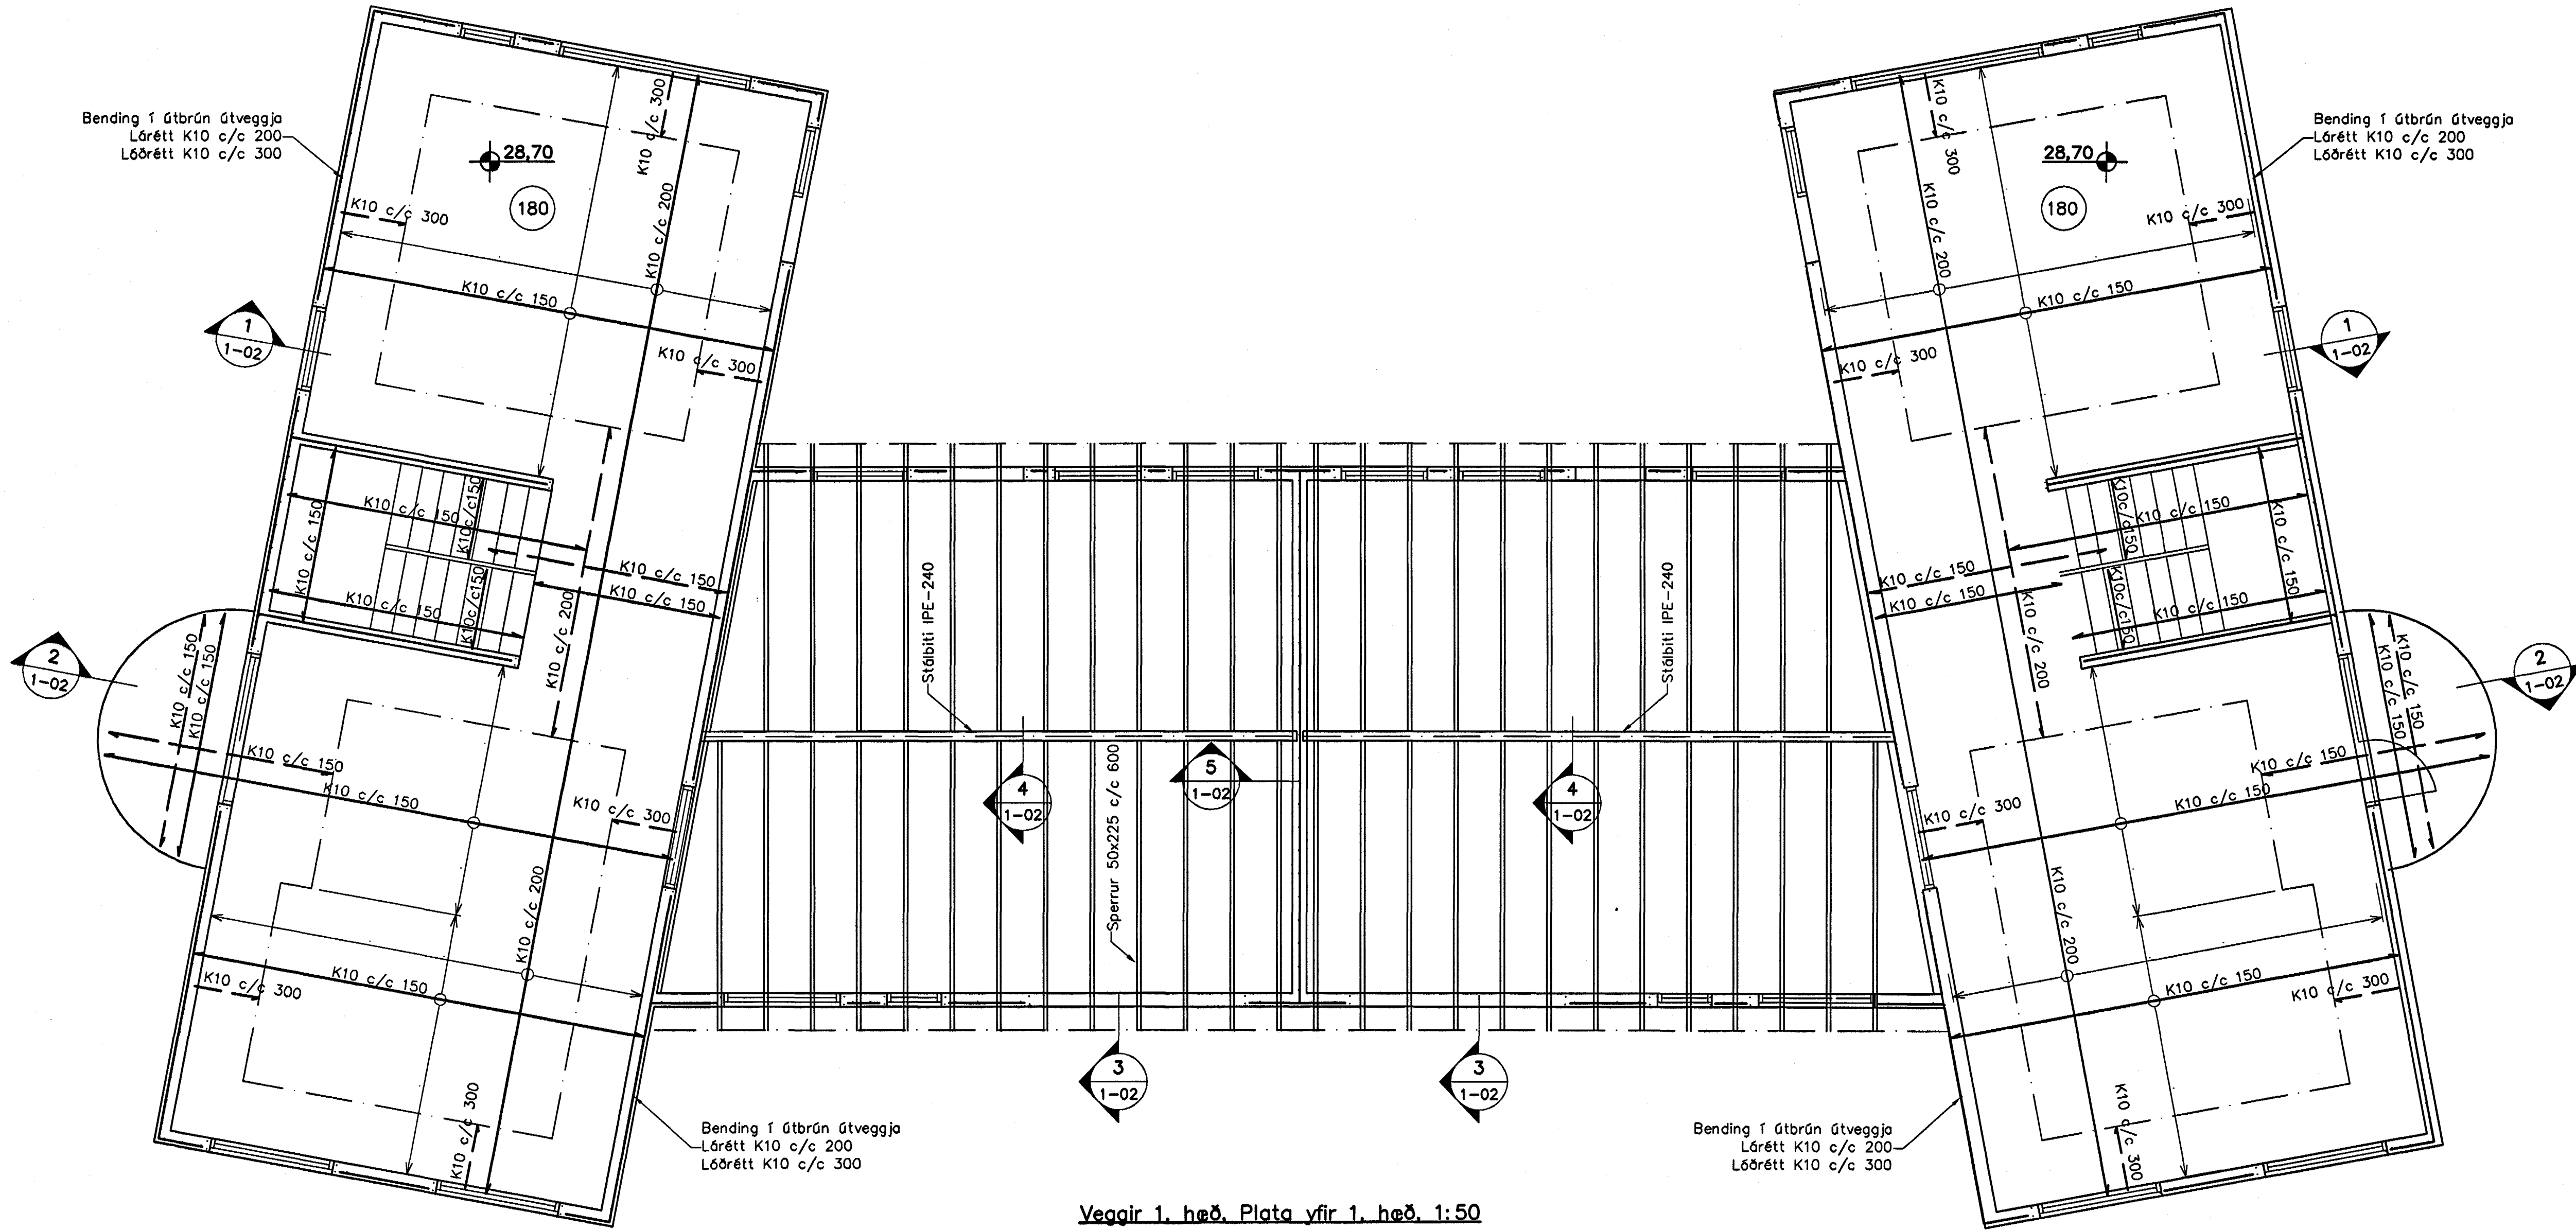 Bending í útbrún útveggja
Lárétt K10 c/c 200
Lóðrétt K10 c/c 300
28,70
180
K10 c/c 300
K10 c/c 200
K10 c/c 300
K10 c/c 150
K10 c/c 300
1
1-02
K10 c/c 150
K10 c/c 150
K10c/c150
K10c/c150
K10 c/c 150
K10 c/c 150
K10 c/c 150
K10 c/c 200
2
1-02
K10 c/c 150
K10 c/c 150
K10 c/c 150
K10 c/c 150
K10 c/c 300
K10 c/c 200
K10 c/c 300
K10 c/c 150
K10 c/c 300
Bending í útbrún útveggja
Lárétt K10 c/c 200
Lóðrétt K10 c/c 300
Stálbiti IPE-240
Stálbiti IPE-240
Sperrur 50x225 c/c 600
4
1-02
5
1-02
4
1-02
3
1-02
3
1-02
Bending í útbrún útveggja
Lárétt K10 c/c 200
Lóðrétt K10 c/c 300
28,70
180
K10 c/c 300
K10 c/c 200
K10 c/c 300
K10 c/c 150
K10 c/c 300
1
1-02
K10c/c150
K10 c/c 150
K10 c/c 150
K10 c/c 150
K10 c/c 150
K10c/c150
K10 c/c 150
K10 c/c 200
2
1-02
K10 c/c 150
K10 c/c 150
K10 c/c 150
K10 c/c 150
K10 c/c 300
K10 c/c 200
K10 c/c 150
K10 c/c 300
K10 c/c 300
Bending í útbrún útveggja
Lárétt K10 c/c 200
Lóðrétt K10 c/c 300
Veggir 1. hæð, Plata yfir 1. hæð, 1:50